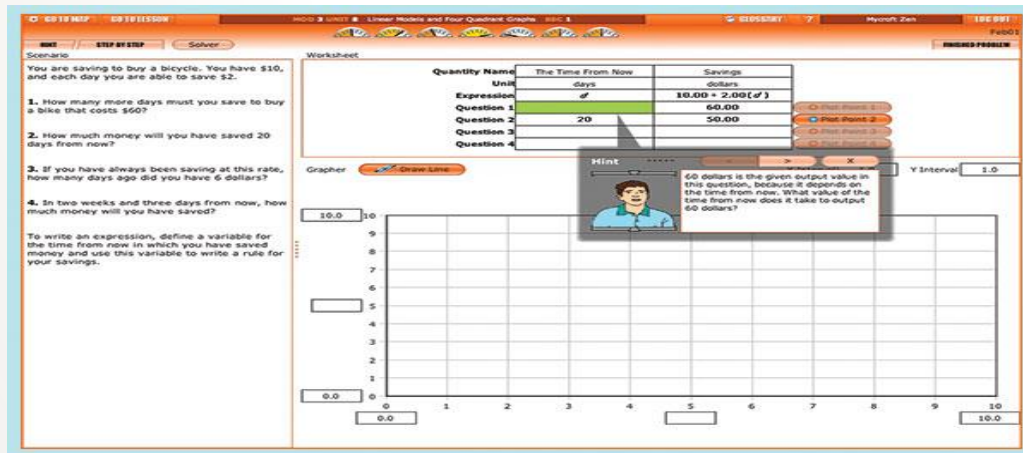 GO TO MAP GO TO LESSON MOD 3 UNIT 8 Linear Models and Four Quadrant Graphs SEC 1 GLOSSARY ? Mycroft Zen LOG OUT
Feb01
HINT STEP BY STEP Solver FINISHED PROBLEM
Scenario
You are saving to buy a bicycle. You have $10,
and each day you are able to save $2.
1. How many more days must you save to buy
a bike that costs $60?
2. How much money will you have saved 20
days from now?
3. If you have always been saving at this rate,
how many days ago did you have 6 dollars?
4. In two weeks and three days from now, how
much money will you have saved?
To write an expression, define a variable for
the time from now in which you have saved
money and use this variable to write a rule for
your savings.
Worksheet
Quantity Name The Time From Now Savings
Unit days dollars
Expression d 10.00 + 2.00(d)
Question 1 60.00 Plot Point 1
Question 2 20 50.00 Plot Point 2
Question 3 Plot Point 3
Question 4 Plot Point 4
Hint < > X
60 dollars is the given output value in
this question, because it depends on
the time from now. What value of the
time from now does it take to output
60 dollars?
Grapher Draw Line Y Interval 1.0
10.0 10
9
8
7
6
5
4
3
2
1
0.0 0
0 1 2 3 4 5 6 7 8 9 10
0.0 10.0